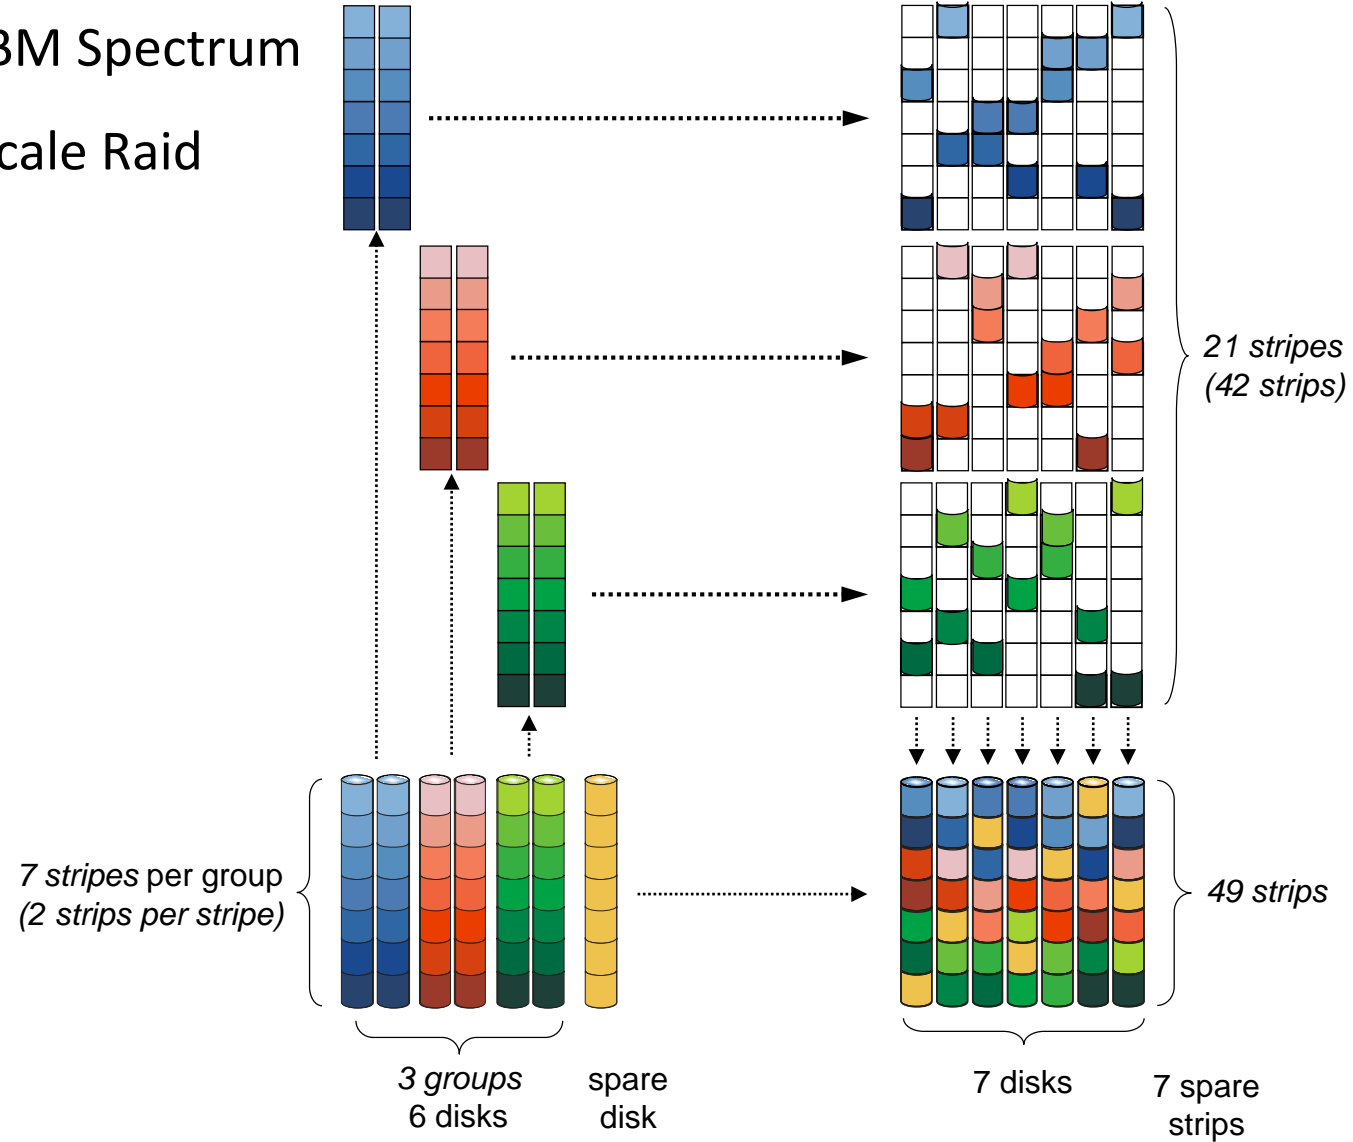 BM Spectrum
cale Raid
21 stripes
(42 strips)
7 stripes per group
(2 strips per stripe)
49 strips
3 groups
6 disks
spare
disk
7 disks
7 spare
strips